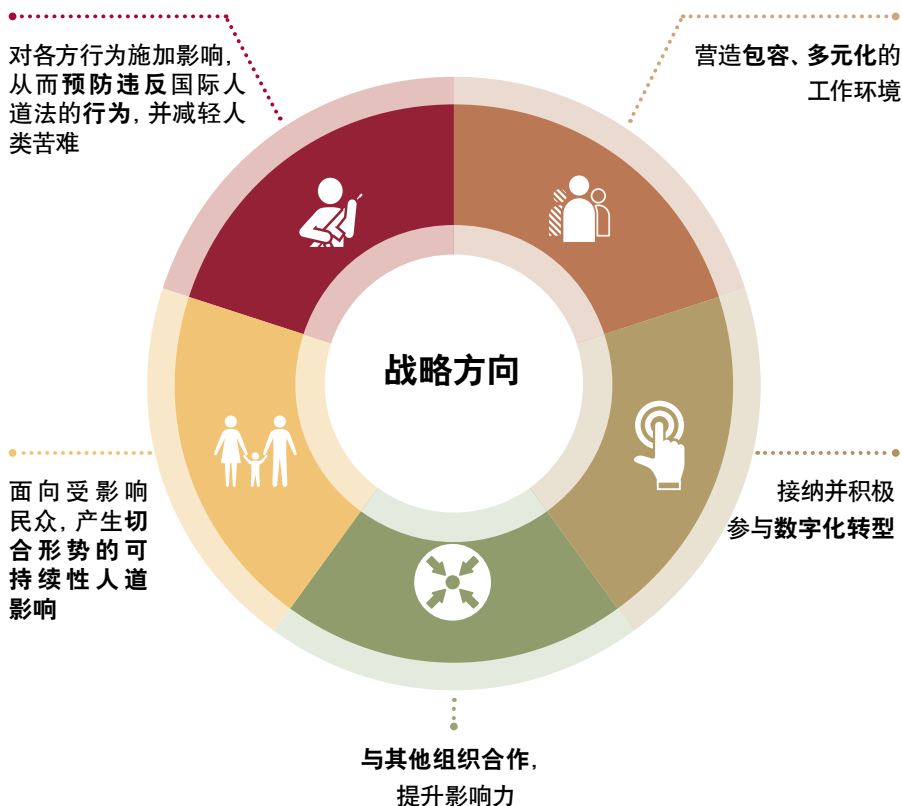 对各方行为施加影响，
从而预防违反国际人
道法的行为，并减轻人
类苦难
营造包容、多元化的
工作环境
战略方向
面向受影响
民众，产生切
合形势的可
持续性人道
影响
接纳并积极
参与数字化转型
与其他组织合作，
提升影响力